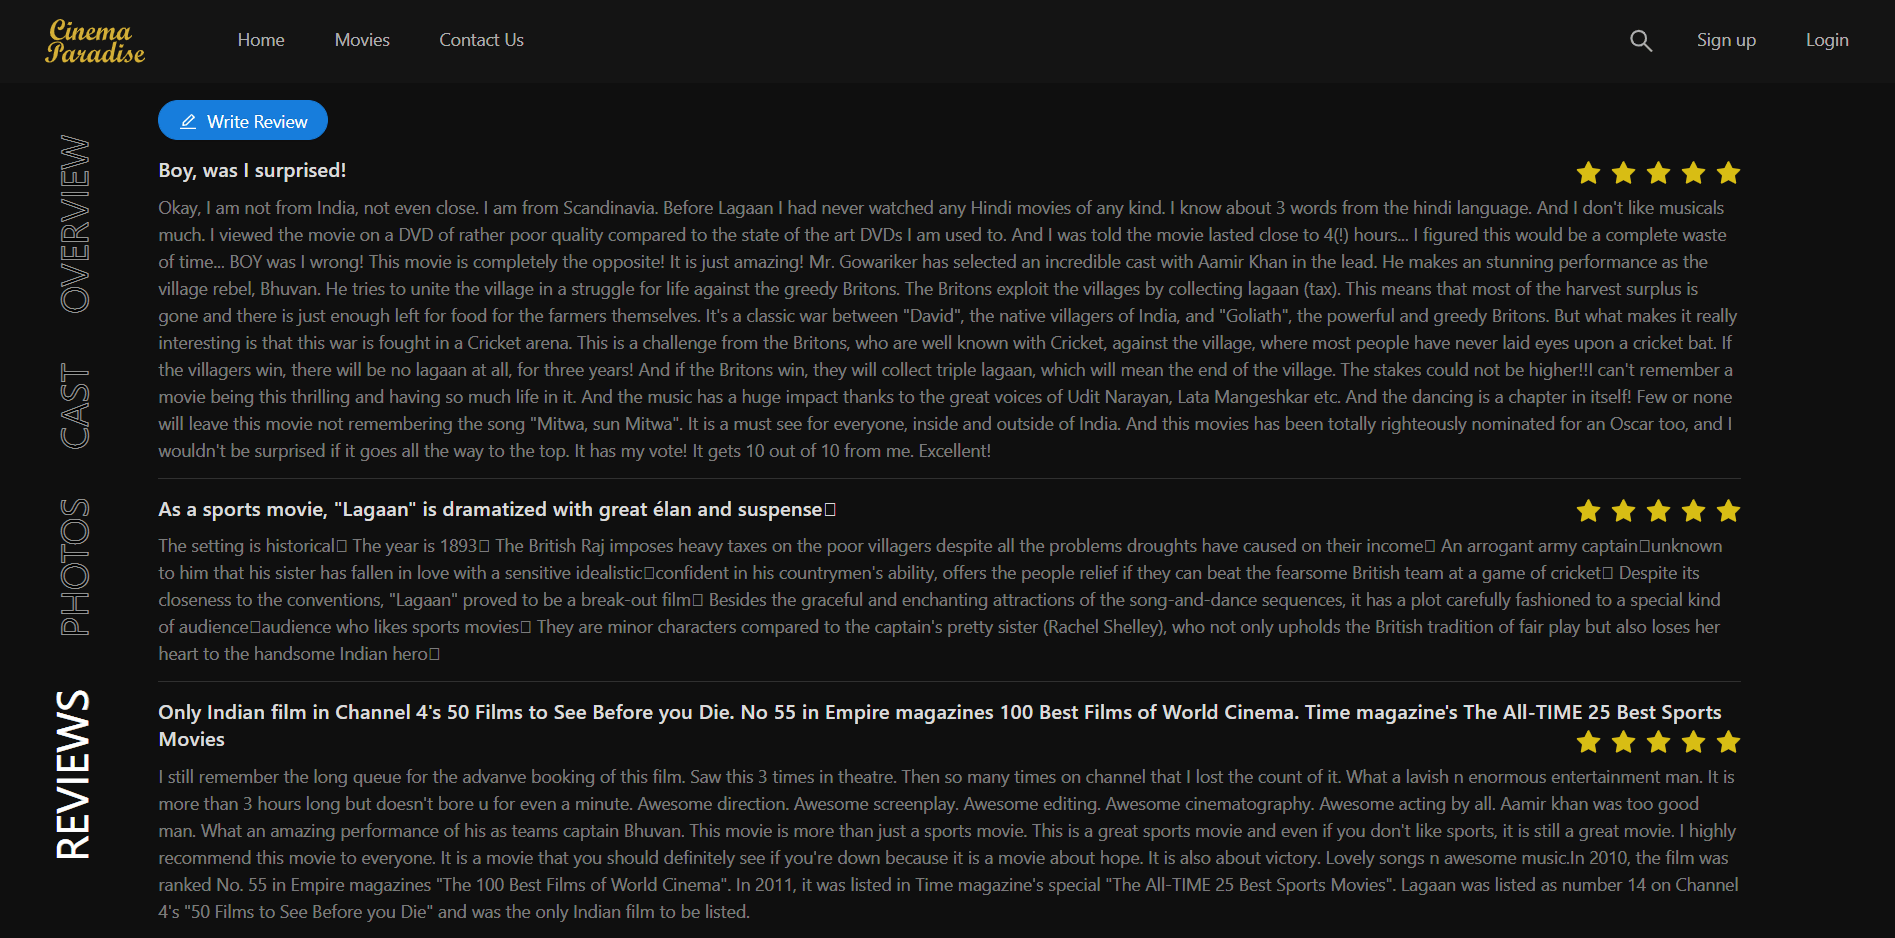 Cinema
Paradise
Home
Movies
Contact Us
Sign up
Login
OVERVIEW
CAST
PHOTOS
REVIEWS
Write Review
Boy, was I surprised!
Okay, I am not from India, not even close. I am from Scandinavia. Before Lagaan I had never watched any Hindi movies of any kind. I know about 3 words from the hindi language. And I don't like musicals
much. I viewed the movie on a DVD of rather poor quality compared to the state of the art DVDs I am used to. And I was told the movie lasted close to 4(!) hours... I figured this would be a complete waste
of time... BOY was I wrong! This movie is completely the opposite! It is just amazing! Mr. Gowariker has selected an incredible cast with Aamir Khan in the lead. He makes an stunning performance as the
village rebel, Bhuvan. He tries to unite the village in a struggle for life against the greedy Britons. The Britons exploit the villages by collecting lagaan (tax). This means that most of the harvest surplus is
gone and there is just enough left for food for the farmers themselves. It's a classic war between "David", the native villagers of India, and "Goliath", the powerful and greedy Britons. But what makes it really
interesting is that this war is fought in a Cricket arena. This is a challenge from the Britons, who are well known with Cricket, against the village, where most people have never laid eyes upon a cricket bat. If
the villagers win, there will be no lagaan at all, for three years! And if the Britons win, they will collect triple lagaan, which will mean the end of the village. The stakes could not be higher!!I can't remember a
movie being this thrilling and having so much life in it. And the music has a huge impact thanks to the great voices of Udit Narayan, Lata Mangeshkar etc. And the dancing is a chapter in itself! Few or none
will leave this movie not remembering the song "Mitwa, sun Mitwa". It is a must see for everyone, inside and outside of India. And this movies has been totally righteously nominated for an Oscar too, and I
wouldn't be surprised if it goes all the way to the top. It has my vote! It gets 10 out of 10 from me. Excellent!
As a sports movie, "Lagaan" is dramatized with great élan and suspense▯
The setting is historical▯ The year is 1893▯ The British Raj imposes heavy taxes on the poor villagers despite all the problems droughts have caused on their income▯ An arrogant army captain▯unknown
to him that his sister has fallen in love with a sensitive idealistic▯confident in his countrymen's ability, offers the people relief if they can beat the fearsome British team at a game of cricket▯ Despite its
closeness to the conventions, "Lagaan" proved to be a break-out film▯ Besides the graceful and enchanting attractions of the song-and-dance sequences, it has a plot carefully fashioned to a special kind
of audience▯audience who likes sports movies▯ They are minor characters compared to the captain's pretty sister (Rachel Shelley), who not only upholds the British tradition of fair play but also loses her
heart to the handsome Indian hero▯
Only Indian film in Channel 4's 50 Films to See Before you Die. No 55 in Empire magazines 100 Best Films of World Cinema. Time magazine's The All-TIME 25 Best Sports
Movies
I still remember the long queue for the advanve booking of this film. Saw this 3 times in theatre. Then so many times on channel that I lost the count of it. What a lavish n enormous entertainment man. It is
more than 3 hours long but doesn't bore u for even a minute. Awesome direction. Awesome screenplay. Awesome editing. Awesome cinematography. Awesome acting by all. Aamir khan was too good
man. What an amazing performance of his as teams captain Bhuvan. This movie is more than just a sports movie. This is a great sports movie and even if you don't like sports, it is still a great movie. I highly
recommend this movie to everyone. It is a movie that you should definitely see if you're down because it is a movie about hope. It is also about victory. Lovely songs n awesome music.In 2010, the film was
ranked No. 55 in Empire magazines "The 100 Best Films of World Cinema". In 2011, it was listed in Time magazine's special "The All-TIME 25 Best Sports Movies". Lagaan was listed as number 14 on Channel
4's "50 Films to See Before you Die" and was the only Indian film to be listed.